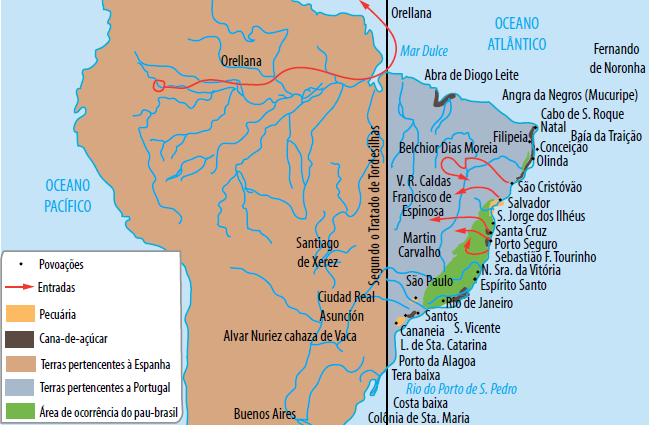 Orellana
OCEANO
ATLÂNTICO
Mar Dulce
Fernando
de Noronha
Orellana
Abra de Diogo Leite
Angra da Negros (Mucuripe)
Cabo de S. Roque
Natal
Filipeia
Baía da Traição
Belchior Dias Moreia
Conceição
Olinda
V. R. Caldas
São Cristóvão
Francisco de
Espinosa
Salvador
S. Jorge dos Ilhéus
Santa Cruz
Martin
Carvalho
Porto Seguro
Sebastião F. Tourinho
N. Sra. da Vitória
Espírito Santo
São Paulo
Rio de Janeiro
Santos
S. Vicente
Cananeia
L. de Sta. Catarina
Porto da Alagoa
Tera baixa
Rio do Porto de S. Pedro
Costa baixa
Colônia de Sta. Maria
Segundo o Tratado de Tordesilhas
OCEANO
PACÍFICO
Santiago
de Xerez
Ciudad Real
Asunción
Alvar Nuriez cahaza de Vaca
Buenos Aires
Povoações
Entradas
Pecuária
Cana-de-açúcar
Terras pertencentes à Espanha
Terras pertencentes a Portugal
Área de ocorrência do pau-brasil